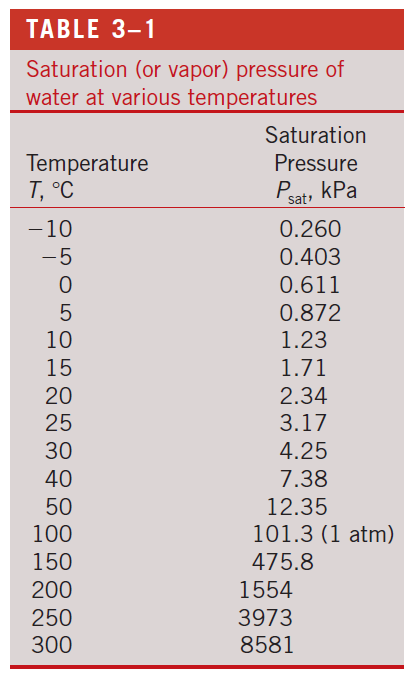 TABLE 3–1
Saturation (or vapor) pressure of
water at various temperatures
Saturation
Temperature Pressure
T, °C Psat, kPa
−10 0.260
−5 0.403
0 0.611
5 0.872
10 1.23
15 1.71
20 2.34
25 3.17
30 4.25
40 7.38
50 12.35
100 101.3 (1 atm)
150 475.8
200 1554
250 3973
300 8581